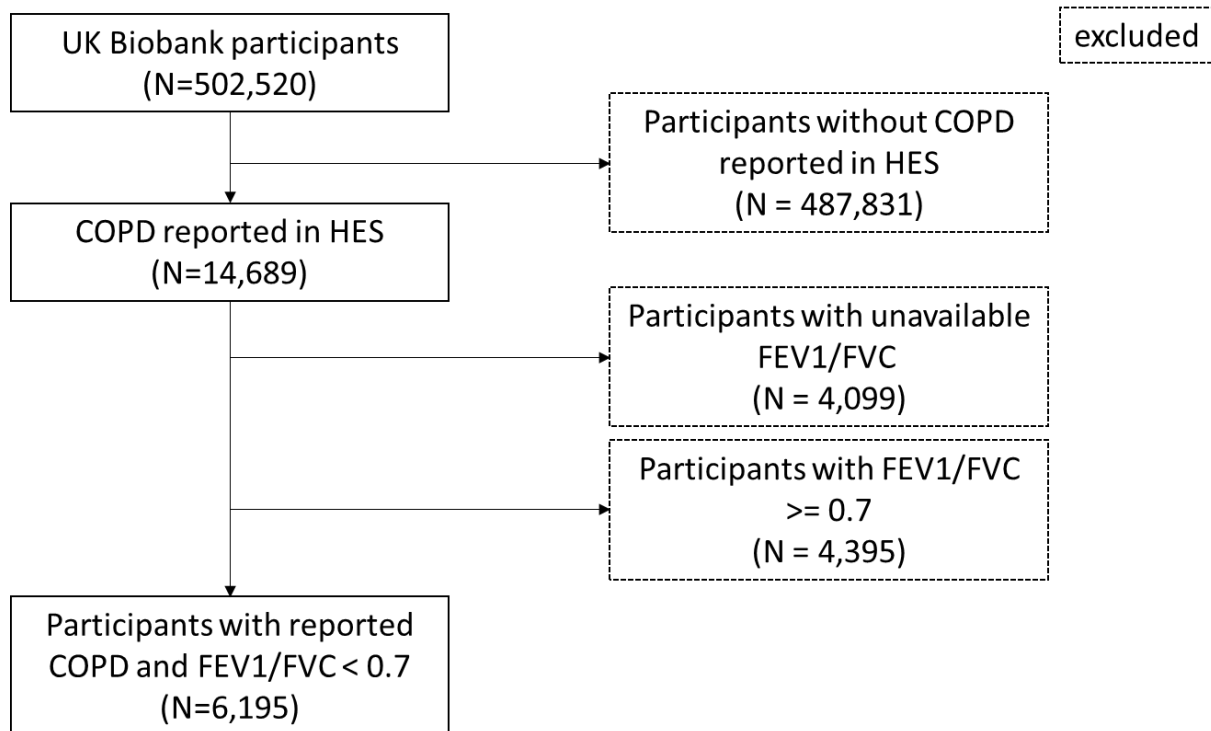 UK Biobank participants
(N=502,520)
excluded
Participants without COPD
reported in HES
(N = 487,831)
COPD reported in HES
(N=14,689)
Participants with unavailable
FEV1/FVC
(N = 4,099)
Participants with FEV1/FVC
>= 0.7
(N = 4,395)
Participants with reported
COPD and FEV1/FVC < 0.7
(N=6,195)